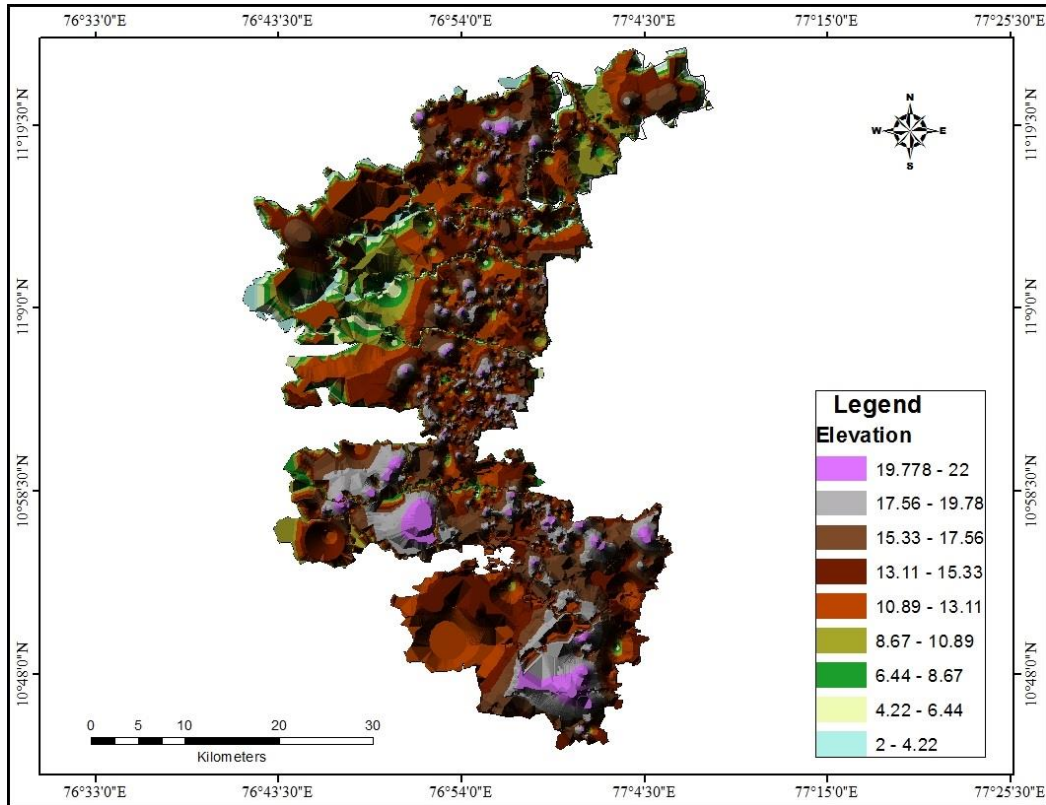 76°33'0"E 76°43'30"E 76°54'0"E 77°4'30"E 77°15'0"E 77°25'30"E
11°19'30"N 11°19'30"N
N
W E
S
11°9'0"N 11°9'0"N
Legend
Elevation
19.778 - 22
17.56 - 19.78
15.33 - 17.56
13.11 - 15.33
10.89 - 13.11
8.67 - 10.89
6.44 - 8.67
4.22 - 6.44
2 - 4.22
10°58'30"N 10°58'30"N
10°48'0"N 10°48'0"N
0 5 10 20 30
Kilometers
76°33'0"E 76°43'30"E 76°54'0"E 77°4'30"E 77°15'0"E 77°25'30"E